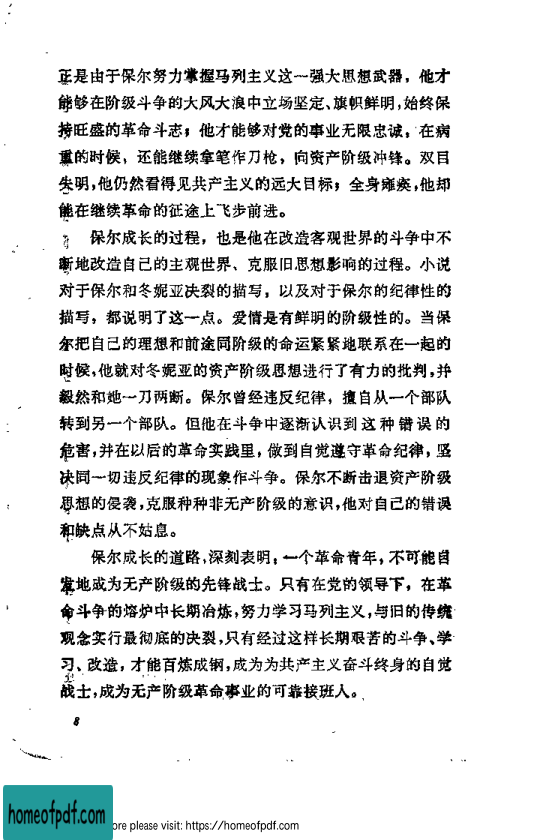 正是由于保尔努力掌握马列主义这一强大思想武器，他才
能够在阶级斗争的大风大浪中立场坚定、旗帜鲜明，始终保
持旺盛的革命斗志；他才能够对党的事业无限忠诚，在病
重的时候，还能继续拿笔作刀枪，向资产阶级冲锋。双目
失明，他仍然看得见共产主义的远大目标；全身瘫痪，他却
能在继续革命的征途上飞步前进。
保尔成长的过程，也是他在改造客观世界的斗争中不
断地改造自己的主观世界、克服旧思想影响的过程。小说
对于保尔和冬妮亚决裂的描写，以及对于保尔的纪律性的
描写，都说明了这一点。爱情是有鲜明的阶级性的。当保
尔把自己的理想和前途同阶级的命运紧紧地联系在一起的
时候，他就对冬妮亚的资产阶级思想进行了有力的批判，并
毅然和她一刀两断。保尔曾经违反纪律，擅自从一个部队
转到另一个部队。但他在斗争中逐渐认识到这种错误的
危害，并在以后的革命实践里，做到自觉遵守革命纪律，坚
决同一切违反纪律的现象作斗争。保尔不断击退资产阶级
思想的侵袭，克服种种非无产阶级的意识，他对自己的错误
和缺点从不姑息。
保尔成长的道路，深刻表明，一个革命青年，不可能自
发地成为无产阶级的先锋战士。只有在党的领导下，在革
命斗争的熔炉中长期冶炼，努力学习马列主义，与旧的传统
观念实行最彻底的决裂，只有经过这样长期艰苦的斗争、学
习、改造，才能百炼成钢，成为为共产主义奋斗终身的自觉
战士，成为无产阶级革命事业的可靠接班人。
8
homeofpdf.com
ore please visit: https://homeofpdf.com